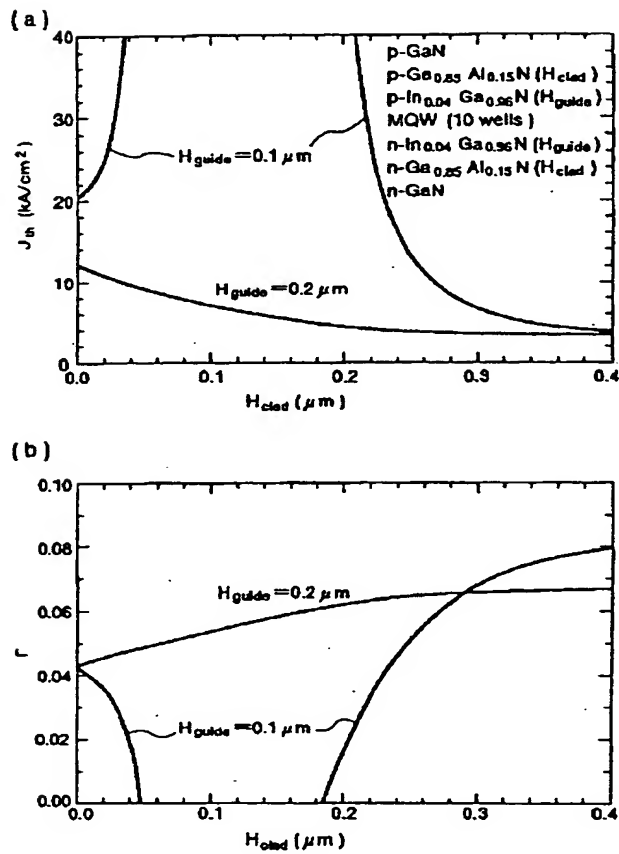 (a)
40
30
20
10
0
J_th (kA/cm²)
H_guide=0.1 μm
H_guide=0.2 μm
p-GaN
p-Ga₀.₈₅ Al₀.₁₅N (H_clad)
p-In₀.₀₄ Ga₀.₉₆N (H_guide)
MQW (10 wells)
n-In₀.₀₄ Ga₀.₉₆N (H_guide)
n-Ga₀.₈₅ Al₀.₁₅N (H_clad)
n-GaN
0.0 0.1 0.2 0.3 0.4
H_clad (μm)
(b)
0.10
0.08
0.06
0.04
0.02
0.00
Γ
H_guide=0.2 μm
H_guide=0.1 μm
0.0 0.1 0.2 0.3 0.4
H_clad (μm)